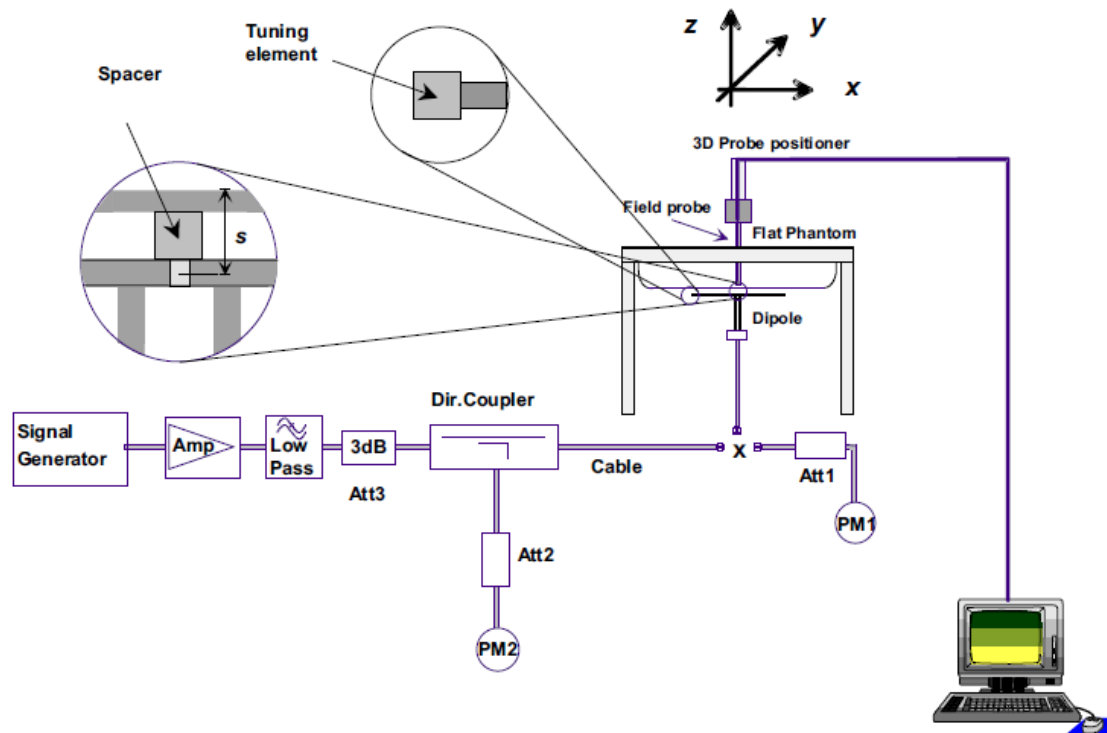 Tuning
element
Spacer
s
z
y
x
3D Probe positioner
Field probe
Flat Phantom
Dipole
Dir.Coupler
Signal
Generator
Amp
Low
Pass
3dB
Att3
Cable
x
Att1
PM1
Att2
PM2